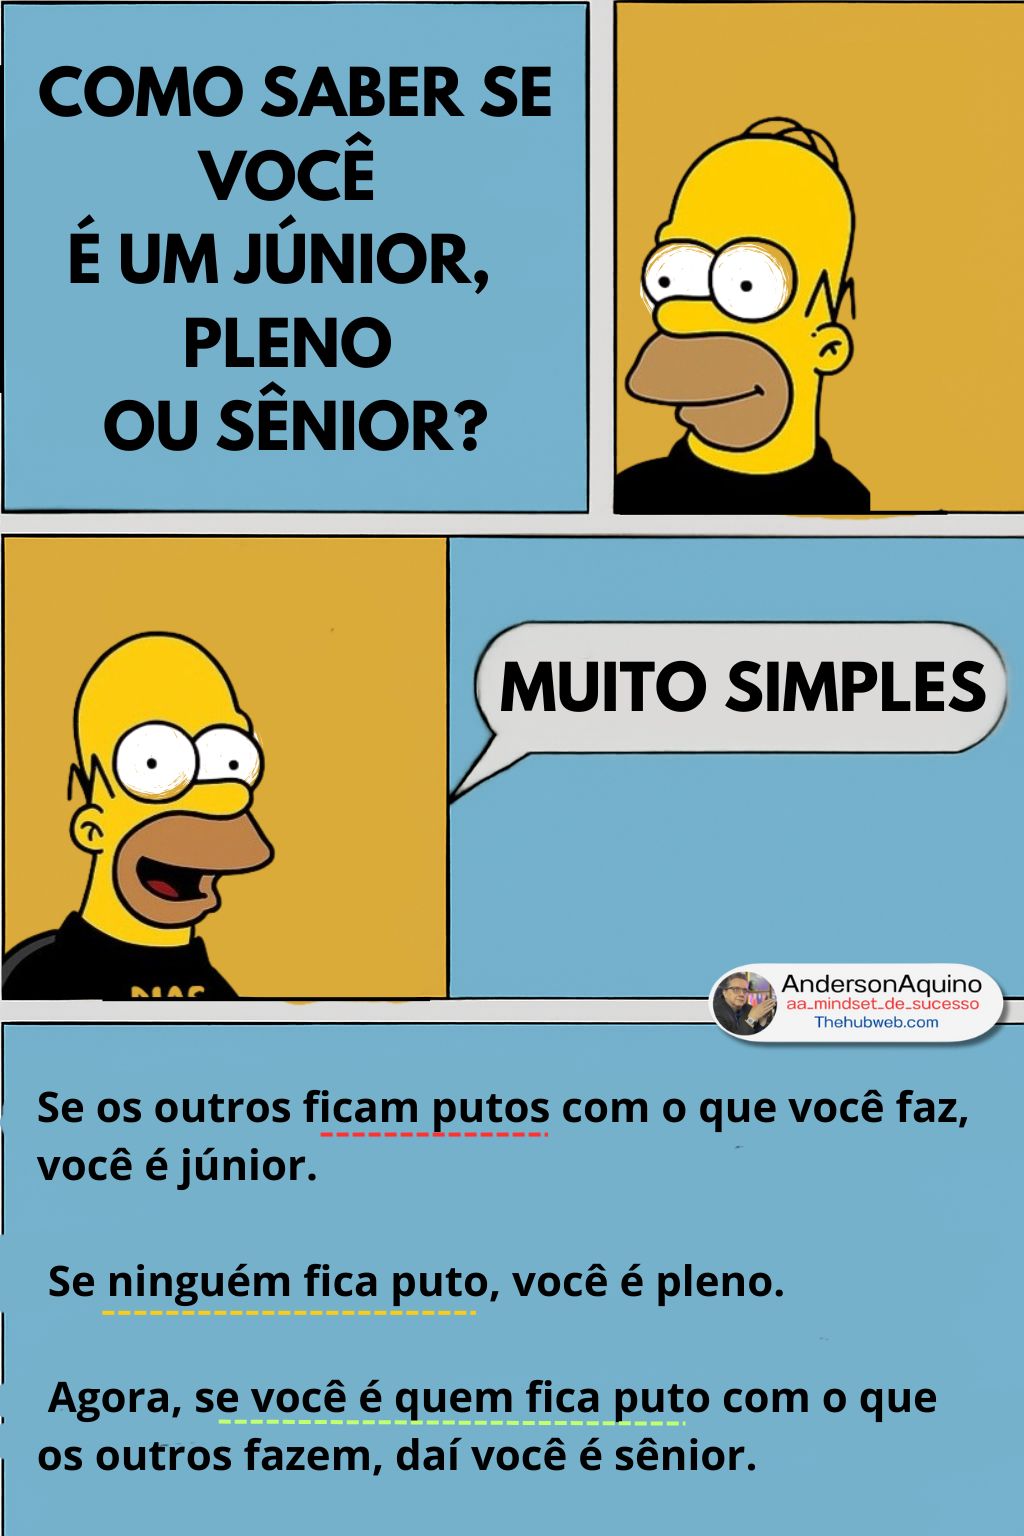 COMO SABER SE
VOCÊ
É UM JÚNIOR,
PLENO
OU SÊNIOR?
MUITO SIMPLES
AndersonAquino
aa_mindset_de_sucesso
Thehubweb.com
Se os outros ficam putos com o que você faz,
você é júnior.
Se ninguém fica puto, você é pleno.
Agora, se você é quem fica puto com o que
os outros fazem, daí você é sênior.